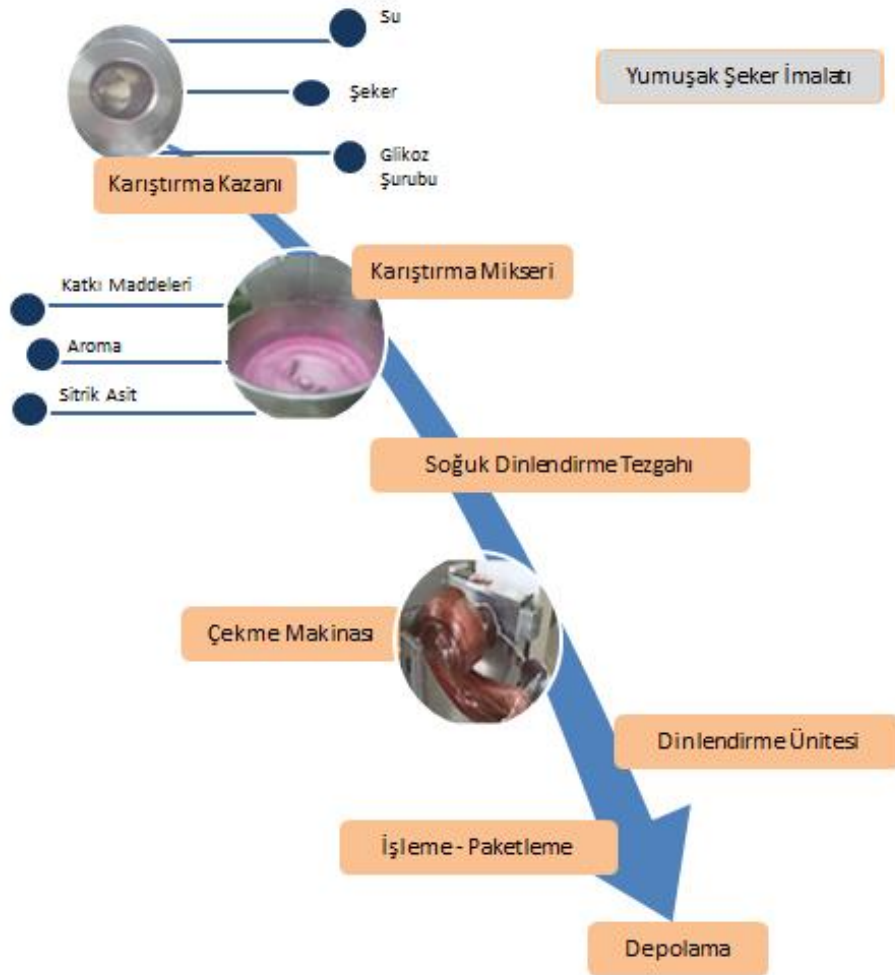 Su
Yumuşak Şeker İmalatı
Şeker
Glikoz
Şurubu
Karıştırma Kazanı
Karıştırma Mikseri
Katkı Maddeleri
Aroma
Sitrik Asit
Soğuk Dinlendirme Tezgahı
Çekme Makinası
Dinlendirme Ünitesi
İşleme - Paketleme
Depolama